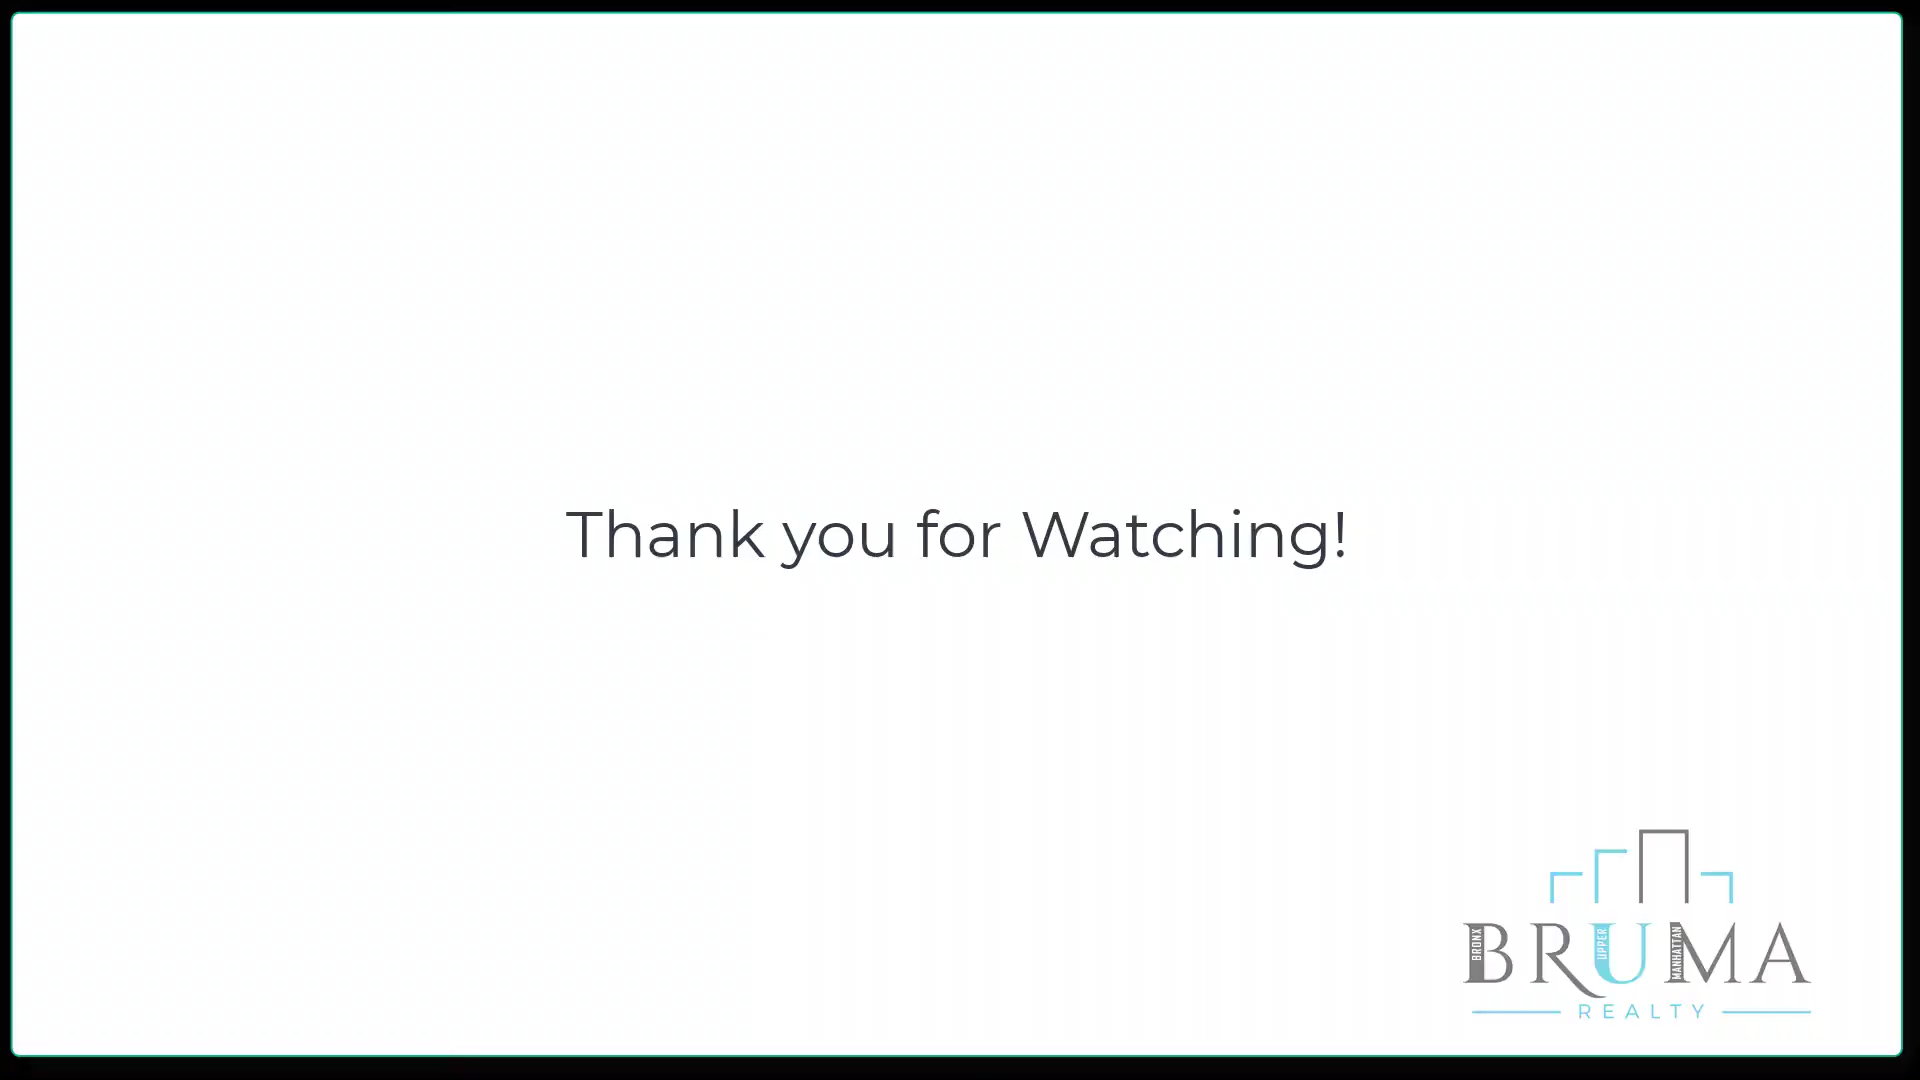 Thank you for Watching!
BRUMA
BRONX
UPPER
MANHATTAN
REALTY